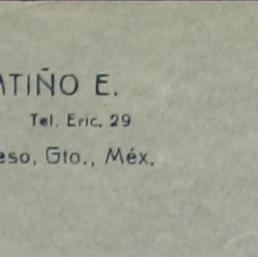 ATIÑO E.
Tel. Eric. 29
eso, Gto., Méx.